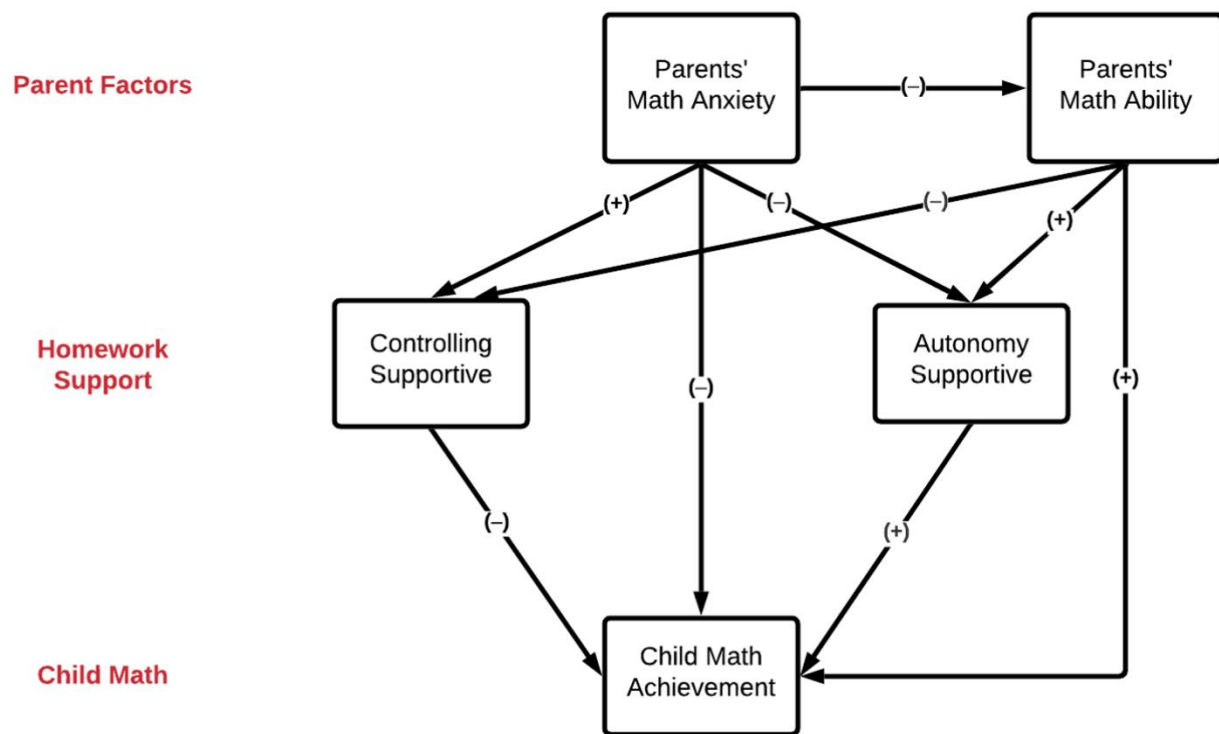 Parent Factors
Parents'
Math Anxiety
(–)
Parents'
Math Ability
(+)
(–)
(–)
(+)
Homework
Support
Controlling
Supportive
Autonomy
Supportive
(–)
(+)
(–)
(+)
Child Math
Child Math
Achievement